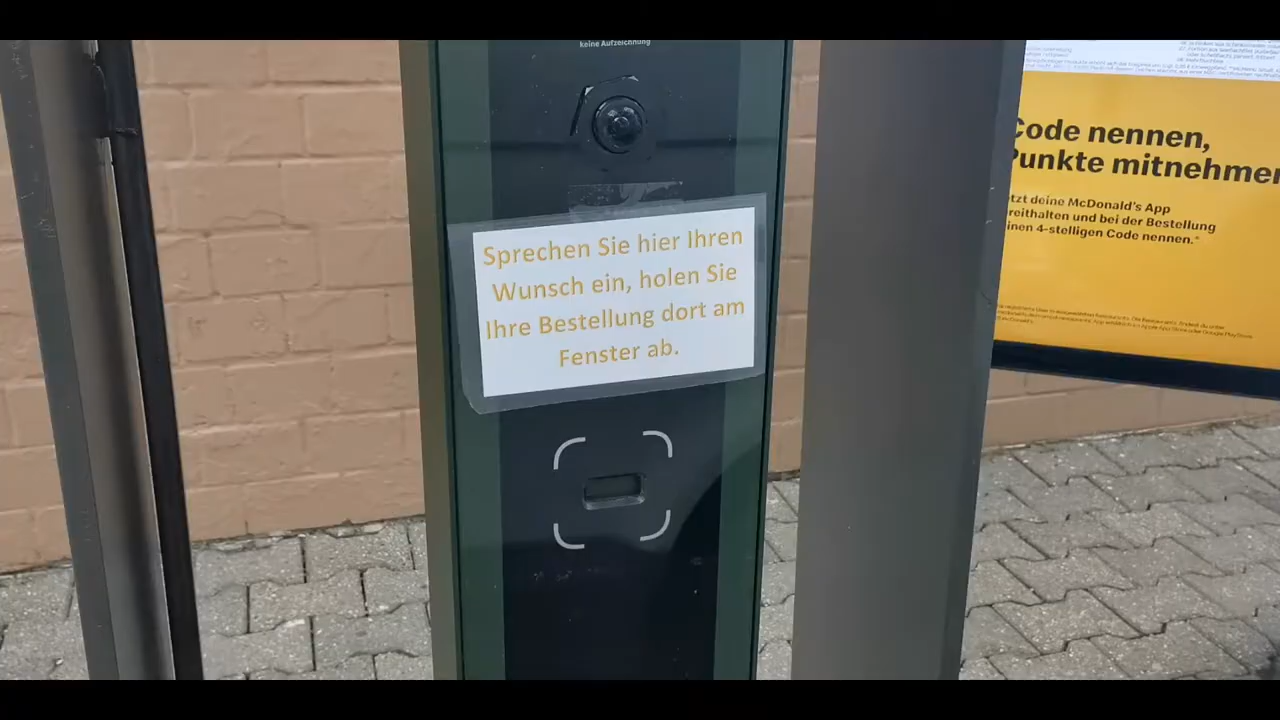 keine Aufzeichnung
Sprechen Sie hier Ihren
Wunsch ein, holen Sie
Ihre Bestellung dort am
Fenster ab.
Code nennen,
Punkte mitnehmen
tzt deine McDonald's App
reithalten und bei der Bestellung
inen 4-stelligen Code nennen.*